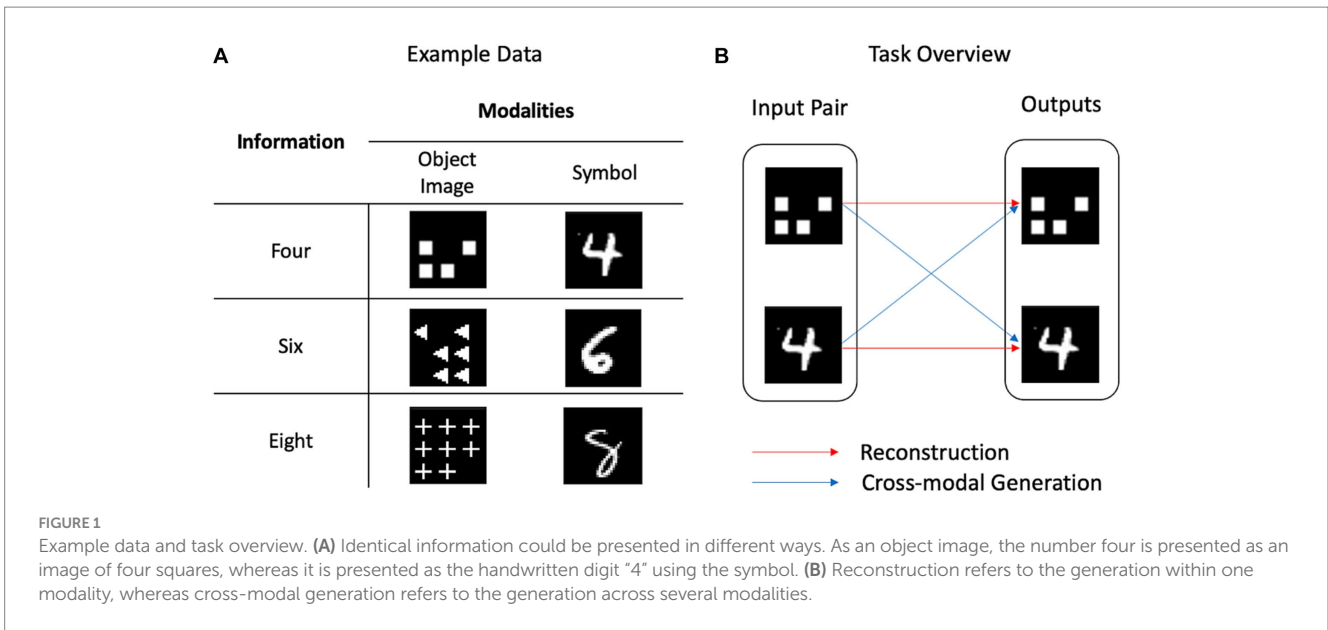 A
Example Data
Information
Modalities
Object
Image
Symbol
Four
4
Six
6
Eight
8
B
Task Overview
Input Pair
Outputs
4
4
Reconstruction
Cross-modal Generation
FIGURE 1
Example data and task overview. (A) Identical information could be presented in different ways. As an object image, the number four is presented as an
image of four squares, whereas it is presented as the handwritten digit “4” using the symbol. (B) Reconstruction refers to the generation within one
modality, whereas cross-modal generation refers to the generation across several modalities.